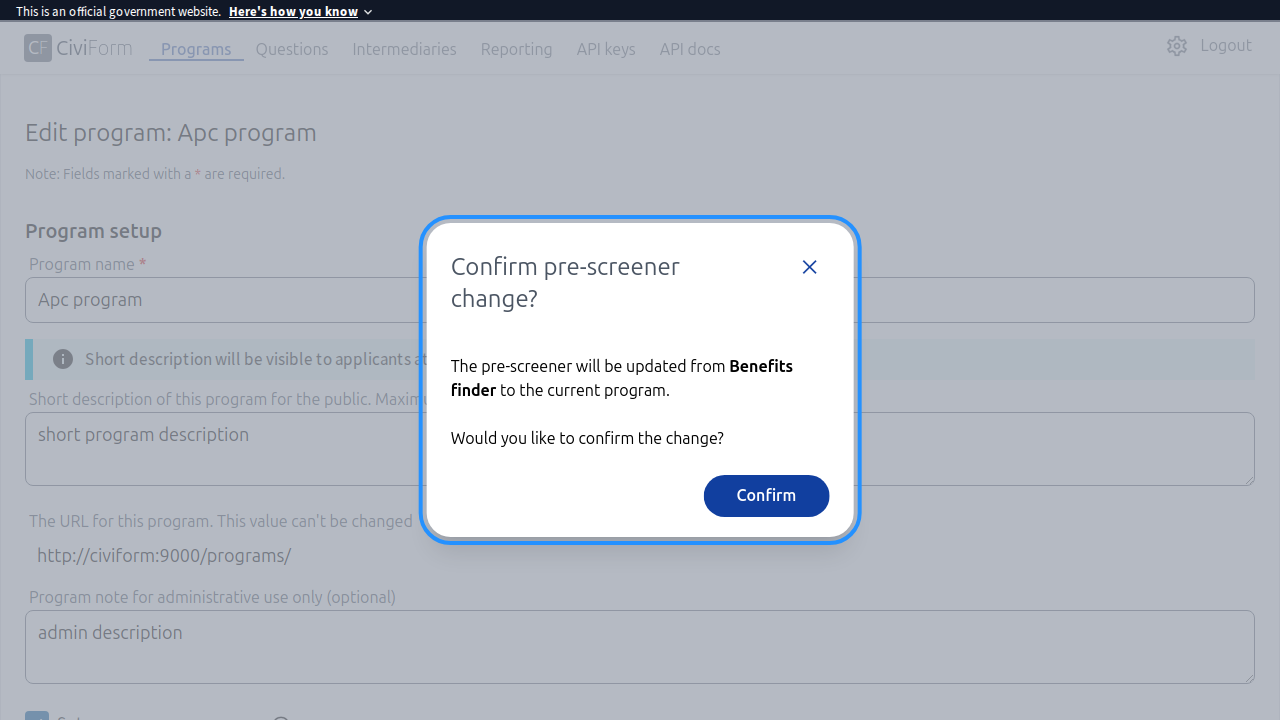 This is an official government website. Here's how you know
CF CiviForm Programs Questions Intermediaries Reporting API keys API docs Logout
Edit program: Apc program
Note: Fields marked with a * are required.
Program setup
Program name *
Apc program
Short description will be visible to applicants at
Short description of this program for the public. Maximu
short program description
The URL for this program. This value can't be changed
http://civiform:9000/programs/
Program note for administrative use only (optional)
admin description
Confirm pre-screener
change?
The pre-screener will be updated from Benefits
finder to the current program.
Would you like to confirm the change?
Confirm